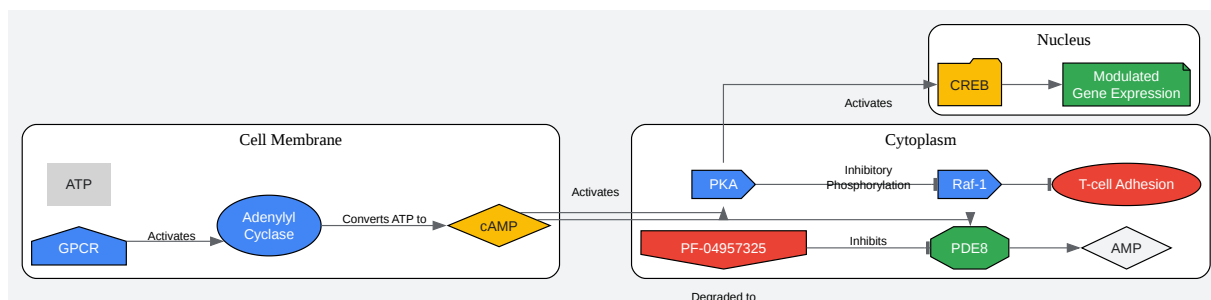 Nucleus
CREB
Modulated
Gene Expression
Activates
Cell Membrane
ATP
GPCR
Activates
Adenylyl
Cyclase
Converts ATP to
cAMP
Activates
Cytoplasm
PKA
Inhibitory
Phosphorylation
Raf-1
T-cell Adhesion
PF-04957325
Inhibits
PDE8
AMP
Degraded to